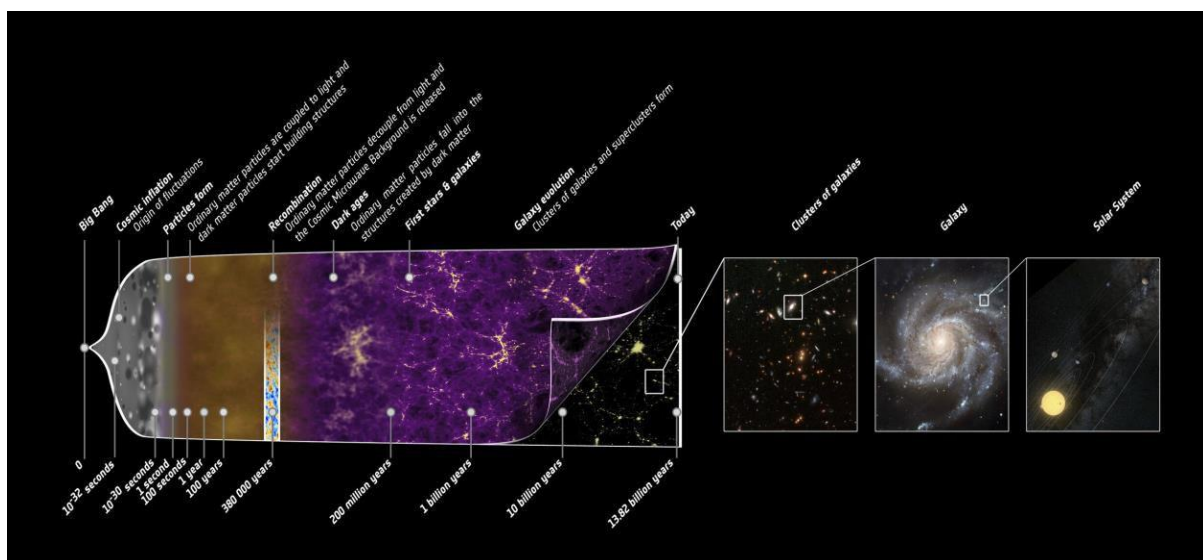 Big Bang
Cosmic Inflation
Origin of fluctuations
Particles form
Ordinary matter particles are coupled to light and
dark matter particles start building structures
Recombination
Ordinary matter particles decouple from light and
the Cosmic Microwave Background is released
Dark ages
Ordinary matter particles fall into the
structures created by dark matter
First stars & galaxies
Galaxy evolution
Clusters of galaxies and superclusters form
Today
Clusters of galaxies
Galaxy
Solar System
0
10⁻³² seconds
10⁻³⁰ seconds
1 second
100 seconds
1 year
100 years
380 000 years
200 million years
1 billion years
10 billion years
13.82 billion years